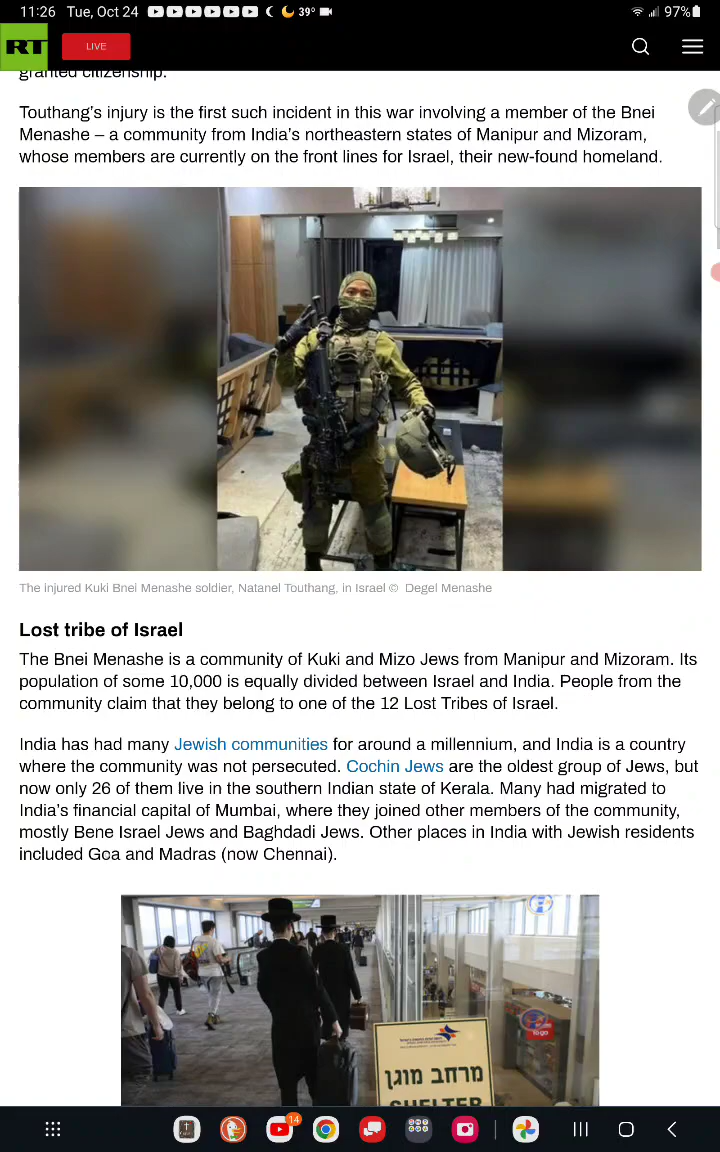 11:26 Tue, Oct 24
39°
97%
RT
LIVE
granted citizenship.
Touthang’s injury is the first such incident in this war involving a member of the Bnei
Menashe – a community from India’s northeastern states of Manipur and Mizoram,
whose members are currently on the front lines for Israel, their new-found homeland.
The injured Kuki Bnei Menashe soldier, Natanel Touthang, in Israel © Degel Menashe
Lost tribe of Israel
The Bnei Menashe is a community of Kuki and Mizo Jews from Manipur and Mizoram. Its
population of some 10,000 is equally divided between Israel and India. People from the
community claim that they belong to one of the 12 Lost Tribes of Israel.
India has had many Jewish communities for around a millennium, and India is a country
where the community was not persecuted. Cochin Jews are the oldest group of Jews, but
now only 26 of them live in the southern Indian state of Kerala. Many had migrated to
India’s financial capital of Mumbai, where they joined other members of the community,
mostly Bene Israel Jews and Baghdadi Jews. Other places in India with Jewish residents
included Goa and Madras (now Chennai).
to go
מרחב מוגן
SHELTER
14